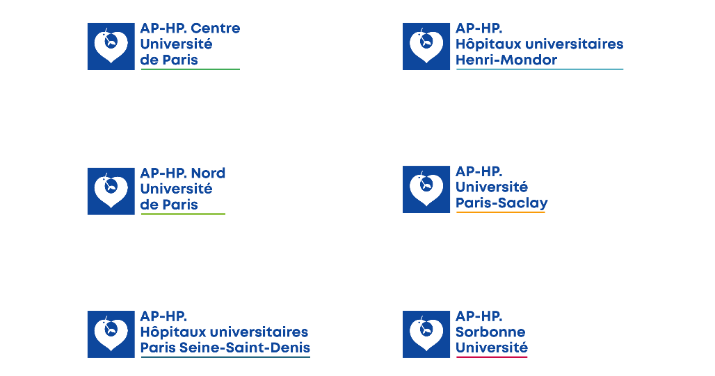 AP-HP. Centre
Université
de Paris
AP-HP.
Hôpitaux universitaires
Henri-Mondor
AP-HP. Nord
Université
de Paris
AP-HP.
Université
Paris-Saclay
AP-HP.
Hôpitaux universitaires
Paris Seine-Saint-Denis
AP-HP.
Sorbonne
Université